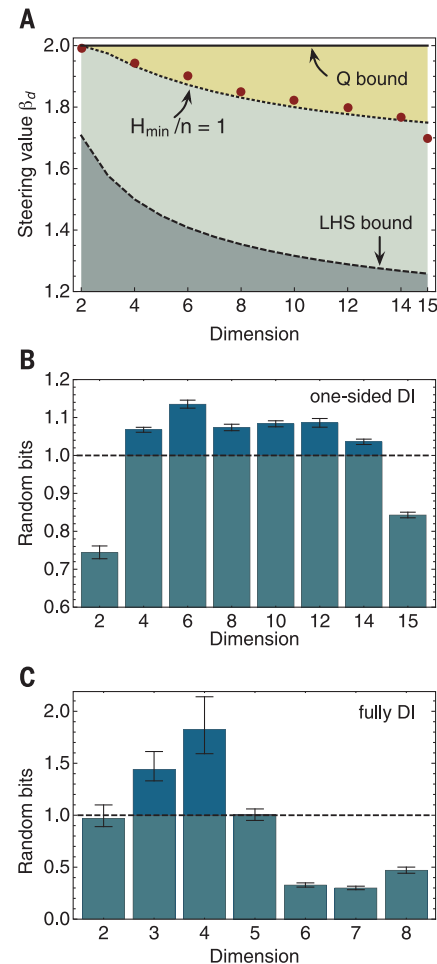 A
Steering value βd
2.0
1.8
1.6
1.4
1.2
Q bound
Hmin/n = 1
LHS bound
2 4 6 8 10 12 14 15
Dimension
B
Random bits
1.2
1.1
1.0
0.9
0.8
0.7
0.6
one-sided DI
2 4 6 8 10 12 14 15
Dimension
C
Random bits
2.0
1.5
1.0
0.5
0.0
fully DI
2 3 4 5 6 7 8
Dimension